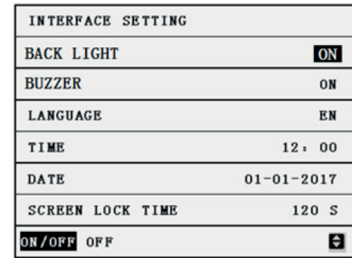 INTERFACE SETTING
BACK LIGHT ON
BUZZER ON
LANGUAGE EN
TIME 12: 00
DATE 01-01-2017
SCREEN LOCK TIME 120 S
ON/OFF OFF